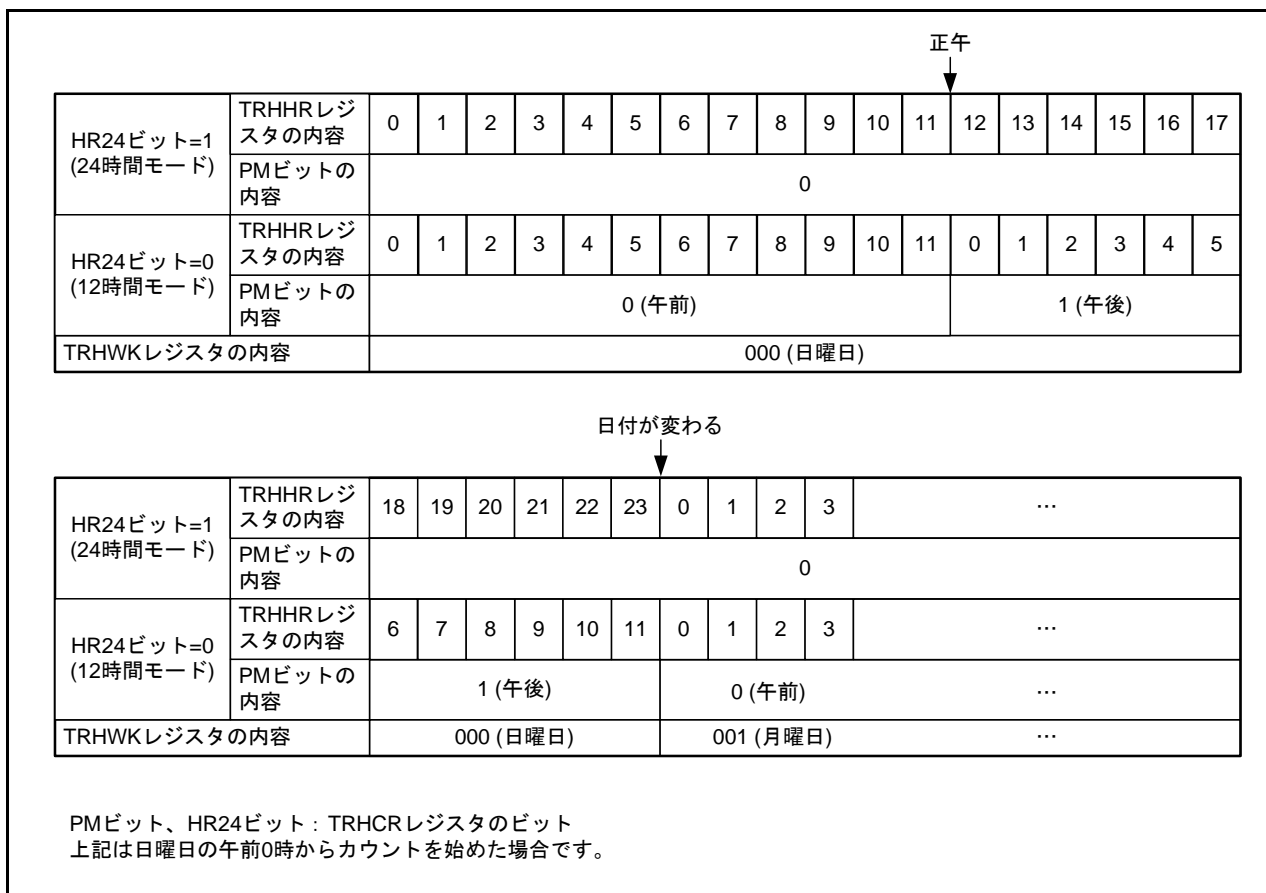 正午
HR24ビット=1
(24時間モード)
TRHHRレジ
スタの内容
0 1 2 3 4 5 6 7 8 9 10 11 12 13 14 15 16 17
PMビットの
内容
0
HR24ビット=0
(12時間モード)
TRHHRレジ
スタの内容
0 1 2 3 4 5 6 7 8 9 10 11 0 1 2 3 4 5
PMビットの
内容
0 (午前) 1 (午後)
TRHWKレジスタの内容 000 (日曜日)
日付が変わる
HR24ビット=1
(24時間モード)
TRHHRレジ
スタの内容
18 19 20 21 22 23 0 1 2 3 …
PMビットの
内容
0
HR24ビット=0
(12時間モード)
TRHHRレジ
スタの内容
6 7 8 9 10 11 0 1 2 3 …
PMビットの
内容
1 (午後) 0 (午前) …
TRHWKレジスタの内容 000 (日曜日) 001 (月曜日) …
PMビット、HR24ビット : TRHCRレジスタのビット
上記は日曜日の午前0時からカウントを始めた場合です。